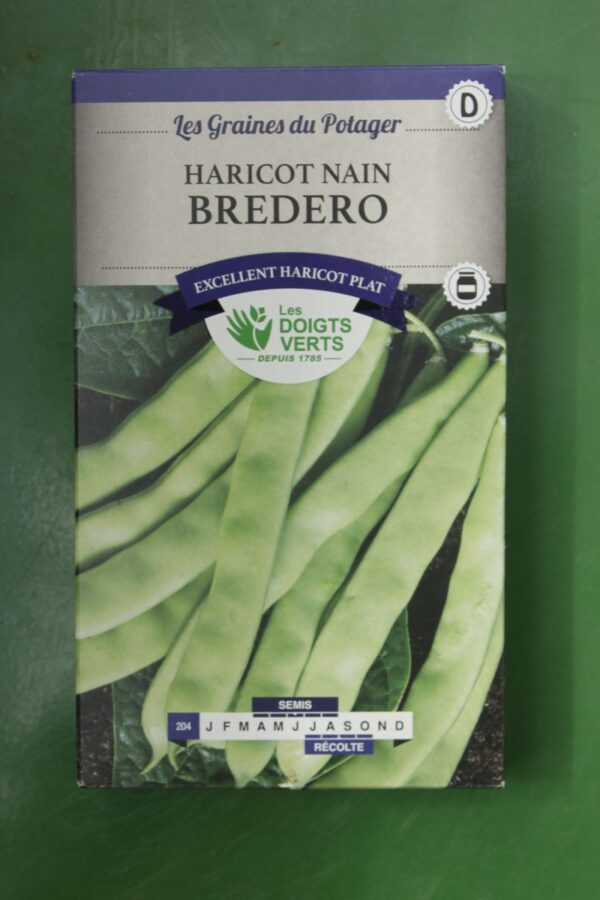 D
Les Graines du Potager
HARICOT NAIN
BREDERO
EXCELLENT HARICOT PLAT
Les
DOIGTS
VERTS
DEPUIS 1785
SEMIS
204 J F M A M J J A S O N D
RÉCOLTE